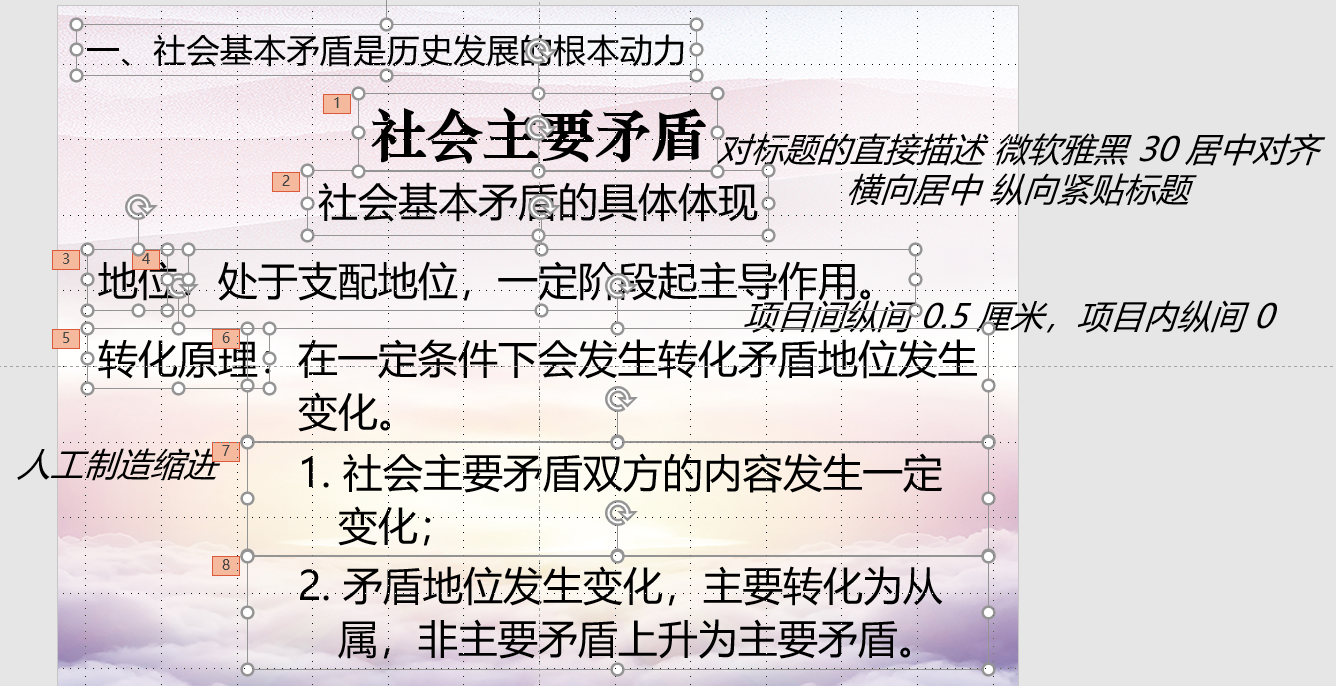 一、社会基本矛盾是历史发展的根本动力
1
社会主要矛盾
对标题的直接描述 微软雅黑 30 居中对齐
横向居中 纵向紧贴标题
2
社会基本矛盾的具体体现
3
4
地位：处于支配地位，一定阶段起主导作用。
项目间纵间 0.5 厘米，项目内纵间 0
5
6
转化原理：在一定条件下会发生转化矛盾地位发生
变化。
人工制造缩进
7
1. 社会主要矛盾双方的内容发生一定
变化；
8
2. 矛盾地位发生变化，主要转化为从
属，非主要矛盾上升为主要矛盾。